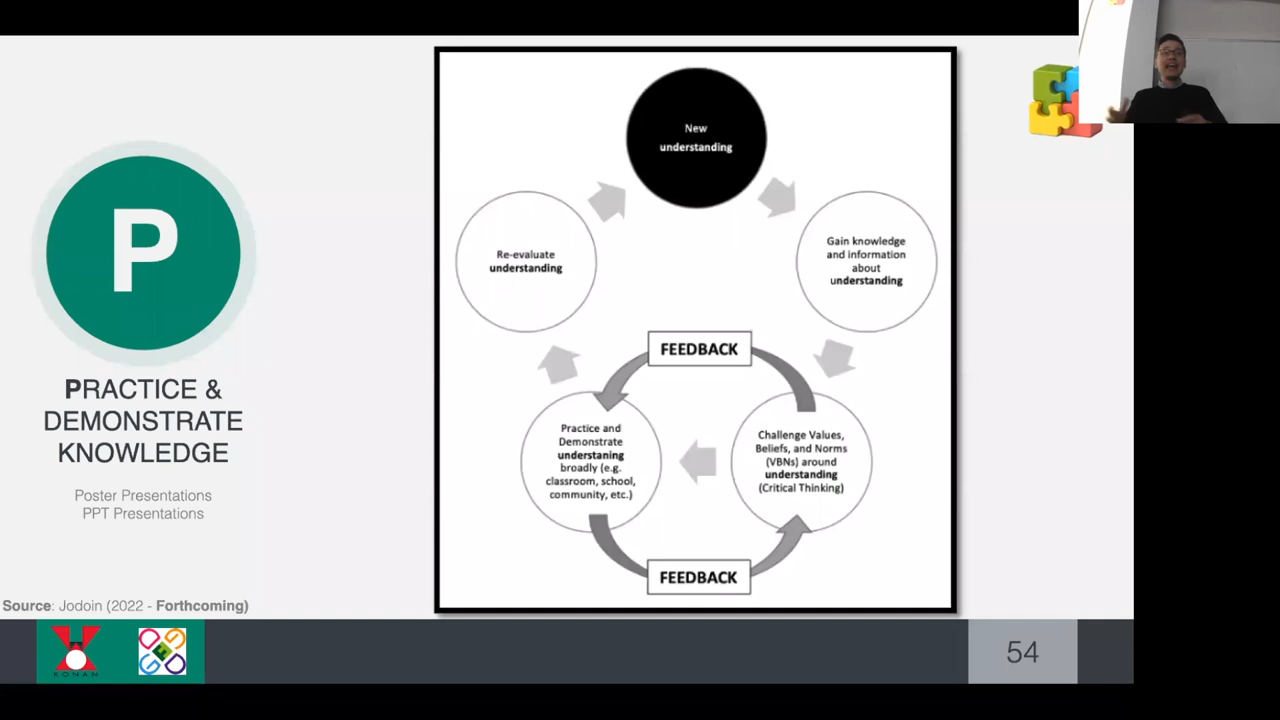 P
PRACTICE &
DEMONSTRATE
KNOWLEDGE
Poster Presentations
PPT Presentations
New
understanding
Re-evaluate
understanding
Gain knowledge
and information
about
understanding
FEEDBACK
Practice and
Demonstrate
understaning
broadly (e.g.
classroom, school,
community, etc.)
Challenge Values,
Beliefs, and Norms
(VBNs) around
understanding
(Critical Thinking)
FEEDBACK
Source: Jodoin (2022 - Forthcoming)
KONAN
54